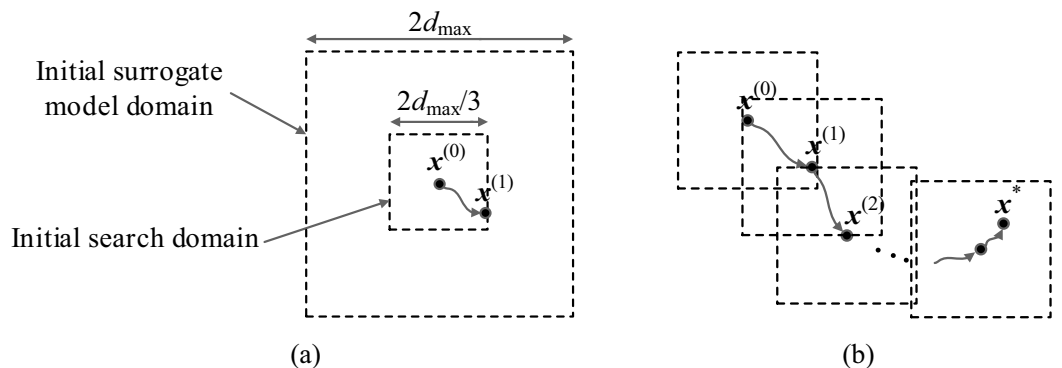 2d_max
Initial surrogate
model domain
2d_max/3
x^(0)
x^(1)
Initial search domain
(a)
x^(0)
x^(1)
x^(2)
x^*
(b)